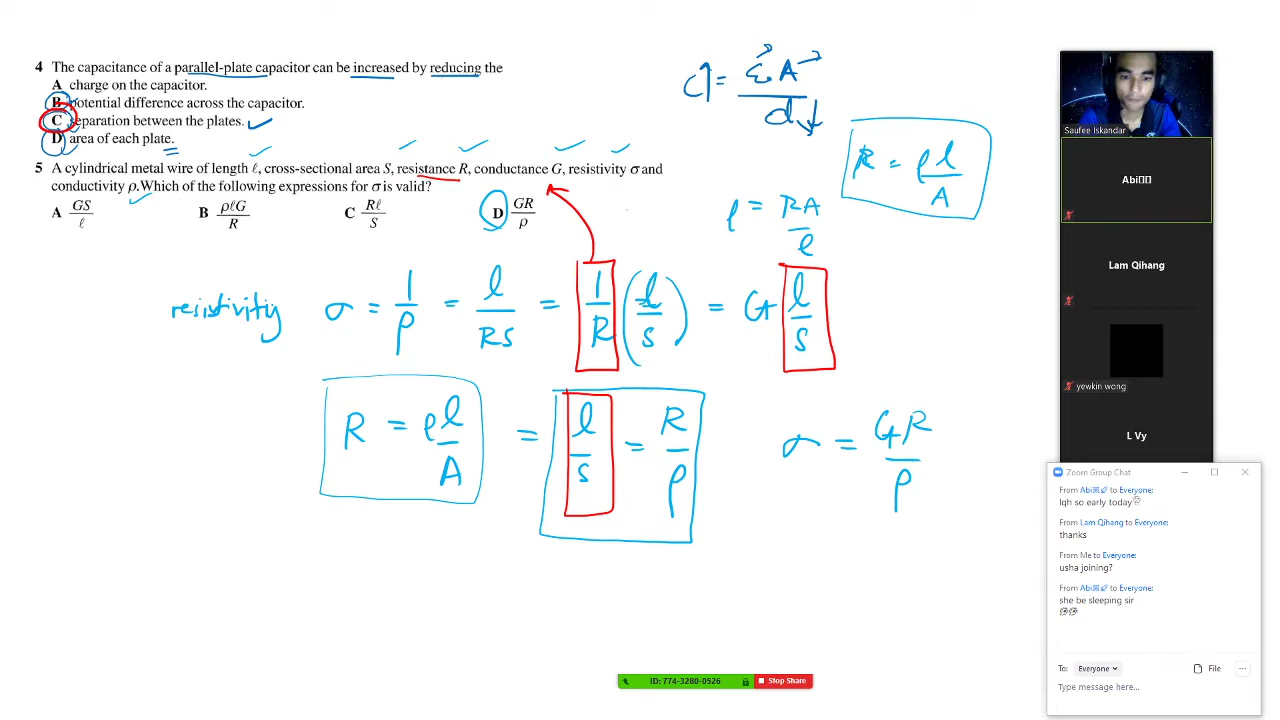 4 The capacitance of a parallel-plate capacitor can be increased by reducing the
A charge on the capacitor.
B potential difference across the capacitor.
C separation between the plates.
D area of each plate.
5 A cylindrical metal wire of length ℓ, cross-sectional area S, resistance R, conductance G, resistivity σ and
conductivity ρ. Which of the following expressions for σ is valid?
A GS/ℓ B ρℓG/R C Rℓ/S D GR/ρ
C↑ = ε A / d↓
R = ρl/A
ρ = RA/l
resistivity σ = 1/ρ = l/RS = 1/R (l/s) = G l/s
R = ρl/A = l/s = R/ρ
σ = GR/ρ
Saufee Iskandar
Abi
Lam Qihang
yewkin wong
L Vy
Zoom Group Chat
From Abi to Everyone:
lqh so early today
From Lam Qihang to Everyone:
thanks
From Me to Everyone:
usha joining?
From Abi to Everyone:
she be sleeping sir
To: Everyone File ...
Type message here...
ID: 774-3280-0526 Stop Share